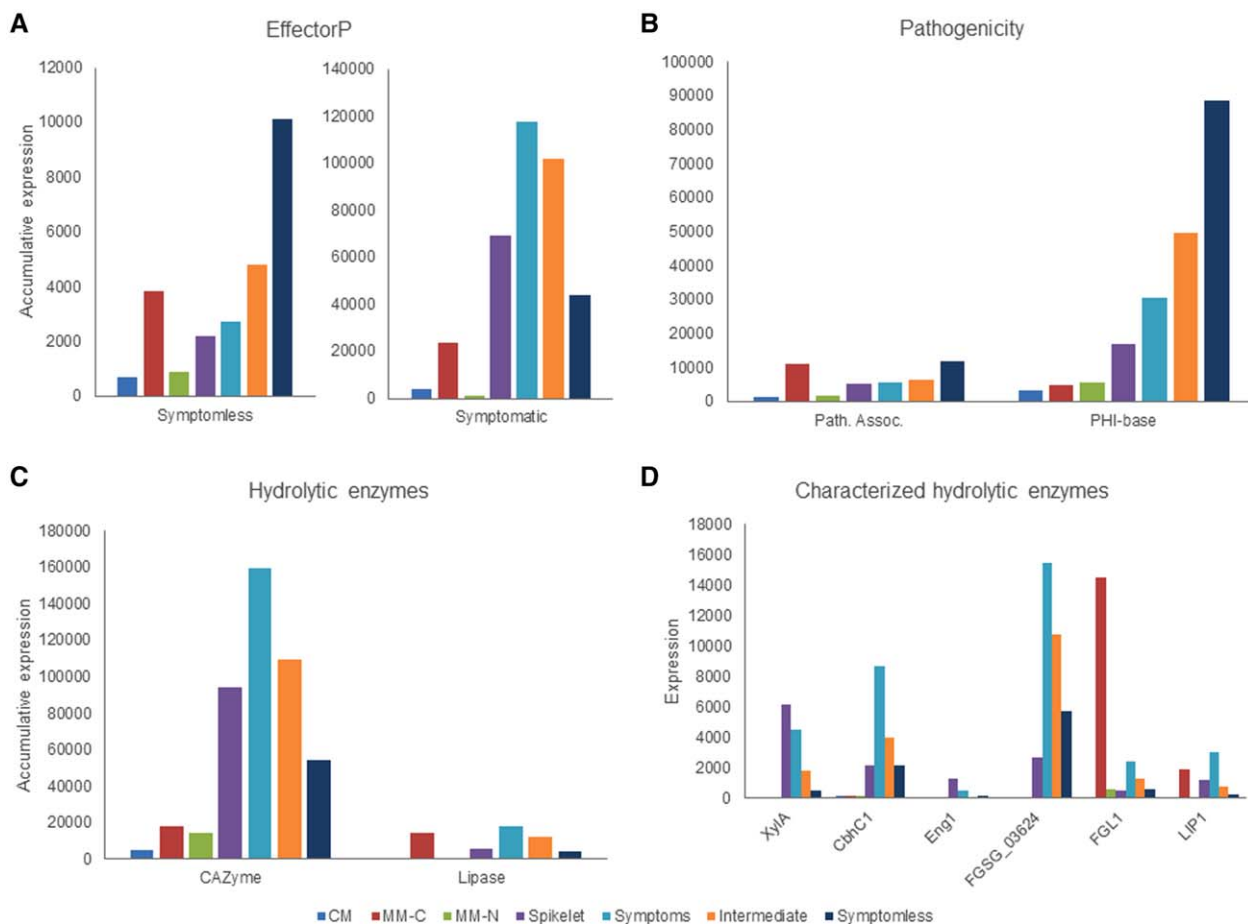 A
EffectorP
Accumulative expression
12000
10000
8000
6000
4000
2000
0
Symptomless
140000
120000
100000
80000
60000
40000
20000
0
Symptomatic
B
Pathogenicity
100000
90000
80000
70000
60000
50000
40000
30000
20000
10000
0
Path. Assoc.
PHI-base
C
Hydrolytic enzymes
Accumulative expression
180000
160000
140000
120000
100000
80000
60000
40000
20000
0
CAZyme
Lipase
D
Characterized hydrolytic enzymes
Expression
18000
16000
14000
12000
10000
8000
6000
4000
2000
0
XylA
CbhC1
Eng1
FGSG_03624
FGL1
LIP1
CM MM-C MM-N Spikelet Symptoms Intermediate Symptomless